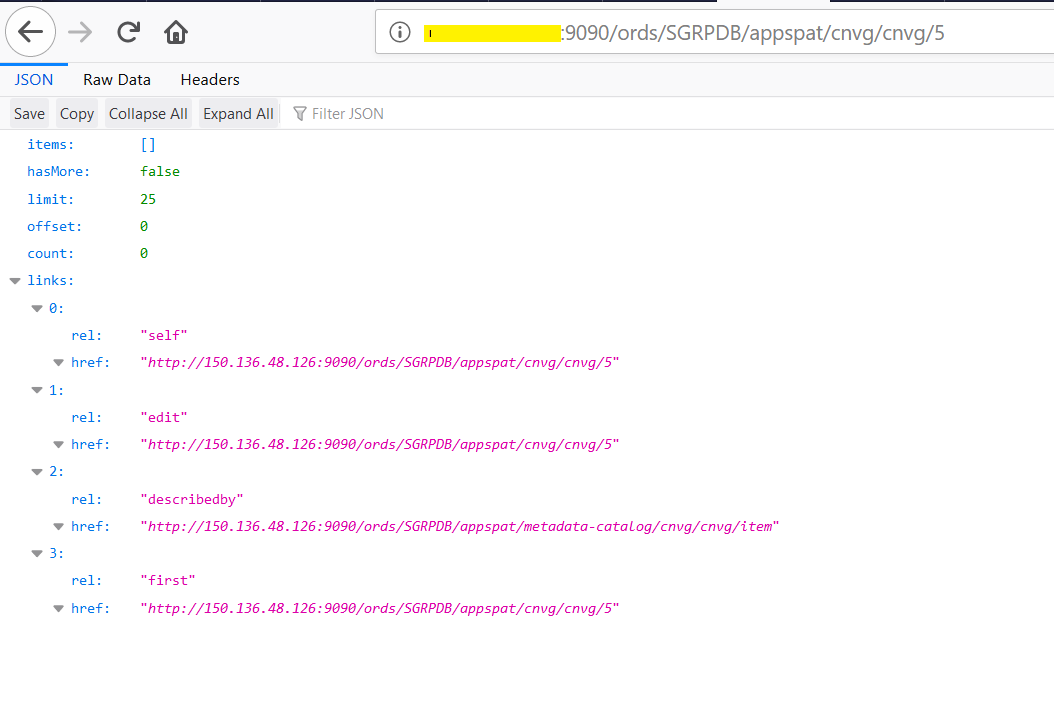 :9090/ords/SGRPDB/appspat/cnvg/cnvg/5
JSON Raw Data Headers
Save Copy Collapse All Expand All Filter JSON
items: []
hasMore: false
limit: 25
offset: 0
count: 0
links:
0:
rel: "self"
href: "http://150.136.48.126:9090/ords/SGRPDB/appspat/cnvg/cnvg/5"
1:
rel: "edit"
href: "http://150.136.48.126:9090/ords/SGRPDB/appspat/cnvg/cnvg/5"
2:
rel: "describedby"
href: "http://150.136.48.126:9090/ords/SGRPDB/appspat/metadata-catalog/cnvg/cnvg/item"
3:
rel: "first"
href: "http://150.136.48.126:9090/ords/SGRPDB/appspat/cnvg/cnvg/5"